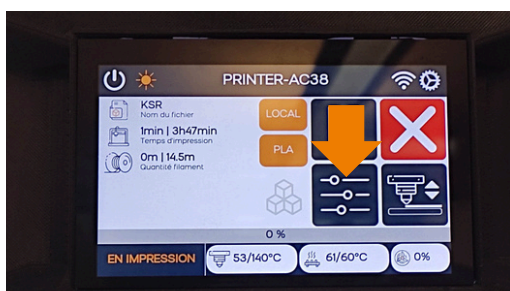 PRINTER-AC38
KSR
Nom du fichier
LOCAL
1min | 3h47min
Temps d'impression
PLA
0m | 14.5m
Quantité filament
0 %
EN IMPRESSION
53/140°C
61/60°C
0%